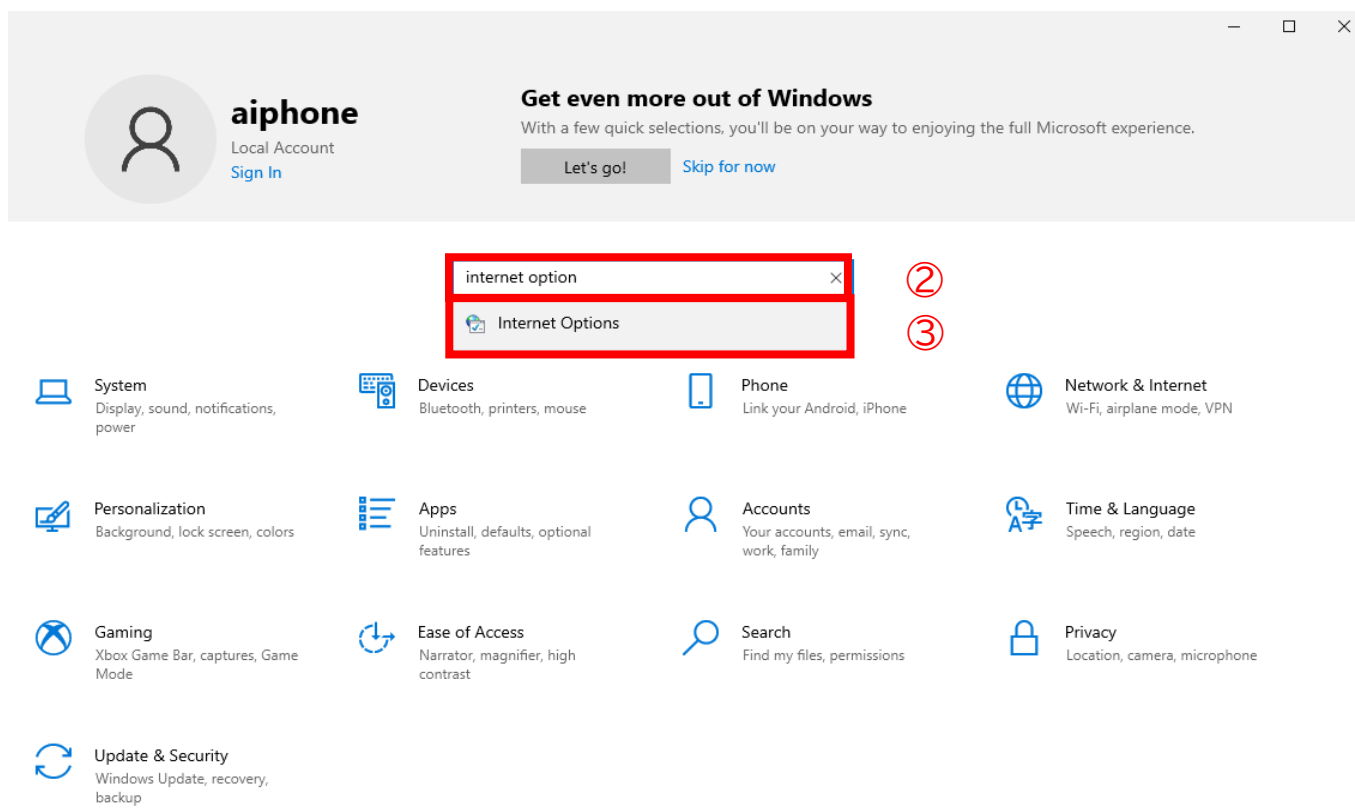 aiphone
Local Account
Sign In
Get even more out of Windows
With a few quick selections, you'll be on your way to enjoying the full Microsoft experience.
Let's go!
Skip for now
internet option
②
Internet Options
③
System
Display, sound, notifications,
power
Devices
Bluetooth, printers, mouse
Phone
Link your Android, iPhone
Network & Internet
Wi-Fi, airplane mode, VPN
Personalization
Background, lock screen, colors
Apps
Uninstall, defaults, optional
features
Accounts
Your accounts, email, sync,
work, family
Time & Language
Speech, region, date
Gaming
Xbox Game Bar, captures, Game
Mode
Ease of Access
Narrator, magnifier, high
contrast
Search
Find my files, permissions
Privacy
Location, camera, microphone
Update & Security
Windows Update, recovery,
backup